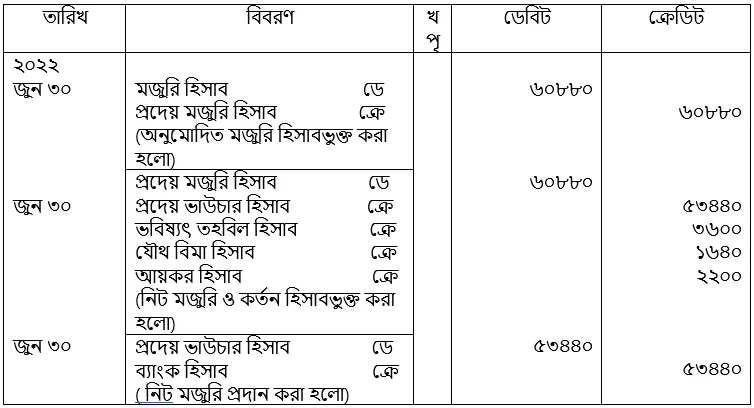 তারিখ বিবরণ খ পৃ ডেবিট ক্রেডিট
২০২২
জুন ৩০ মজুরি হিসাব ডে ৬০৮৮০
প্রদেয় মজুরি হিসাব ক্রে ৬০৮৮০
(অনুমোদিত মজুরি হিসাবভুক্ত করা
হলো)
প্রদেয় মজুরি হিসাব ডে ৬০৮৮০
জুন ৩০ প্রদেয় ভাউচার হিসাব ক্রে ৫৩৪৪০
ভবিষ্যৎ তহবিল হিসাব ক্রে ৩৬০০
যৌথ বিমা হিসাব ক্রে ১৬৪০
আয়কর হিসাব ক্রে ২২০০
(নিট মজুরি ও কর্তন হিসাবভুক্ত করা
হলো)
জুন ৩০ প্রদেয় ভাউচার হিসাব ডে ৫৩৪৪০
ব্যাংক হিসাব ক্রে ৫৩৪৪০
( নিট মজুরি প্রদান করা হলো)